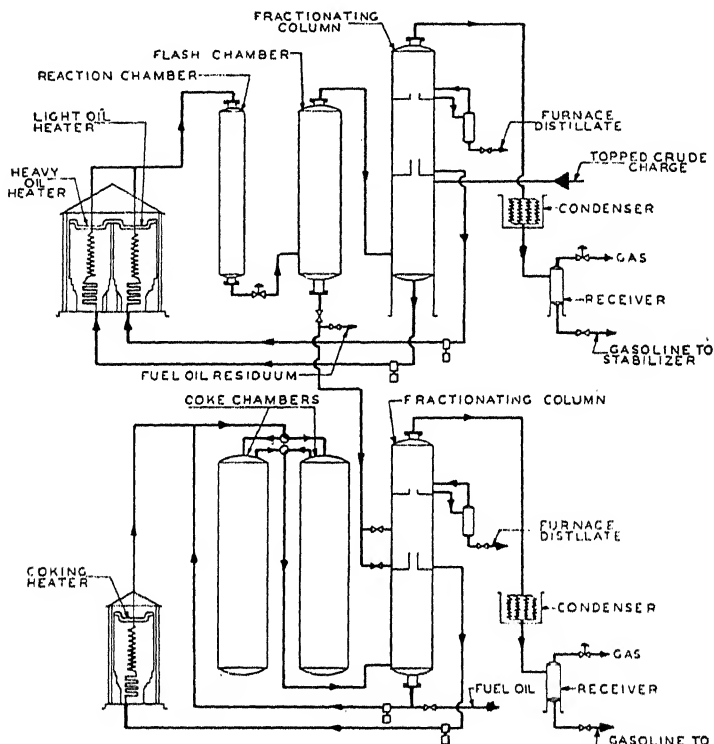 FRACTIONATING
COLUMN
FLASH CHAMBER
REACTION CHAMBER
LIGHT OIL
HEATER
HEAVY
OIL
HEATER
FURNACE
DISTILLATE
TOPPED CRUDE
CHARGE
CONDENSER
GAS
RECEIVER
GASOLINE TO
STABILIZER
FUEL OIL RESIDUUM
COKE CHAMBERS
FRACTIONATING COLUMN
FURNACE
DISTLLATE
COKING
HEATER
CONDENSER
GAS
RECEIVER
FUEL OIL
GASOLINE TO